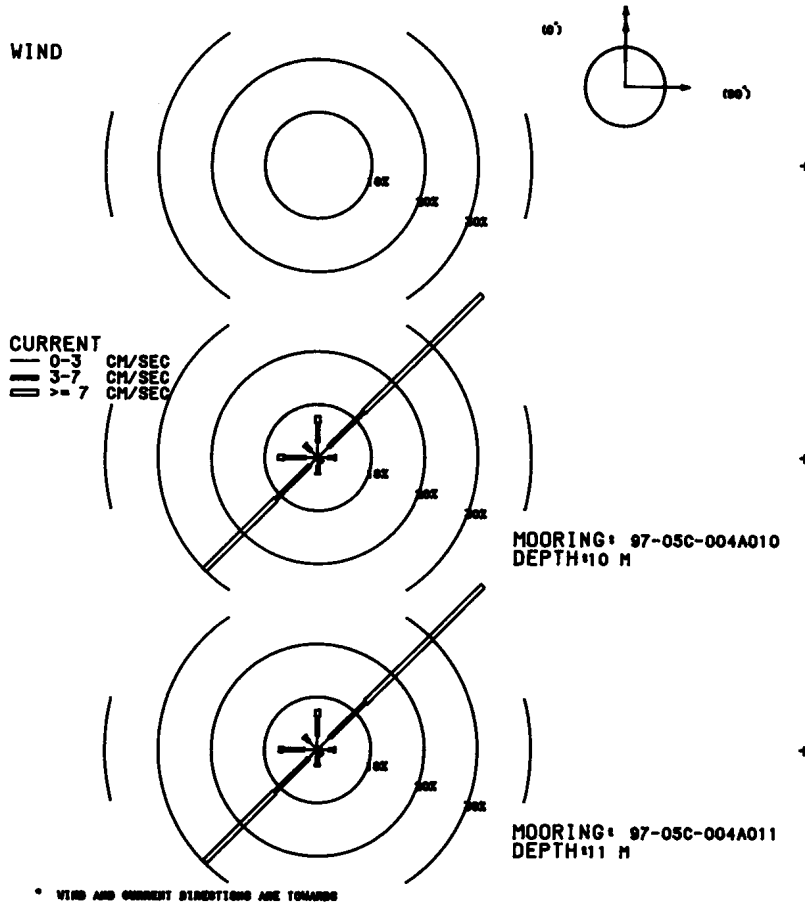 WIND
(0°)
(90°)
10%
20%
30%
CURRENT
0-3 CM/SEC
3-7 CM/SEC
>= 7 CM/SEC
10%
20%
30%
MOORING: 97-05C-004A010
DEPTH:10 M
10%
20%
30%
MOORING: 97-05C-004A011
DEPTH:11 M
* WIND AND CURRENT DIRECTIONS ARE TOWARDS